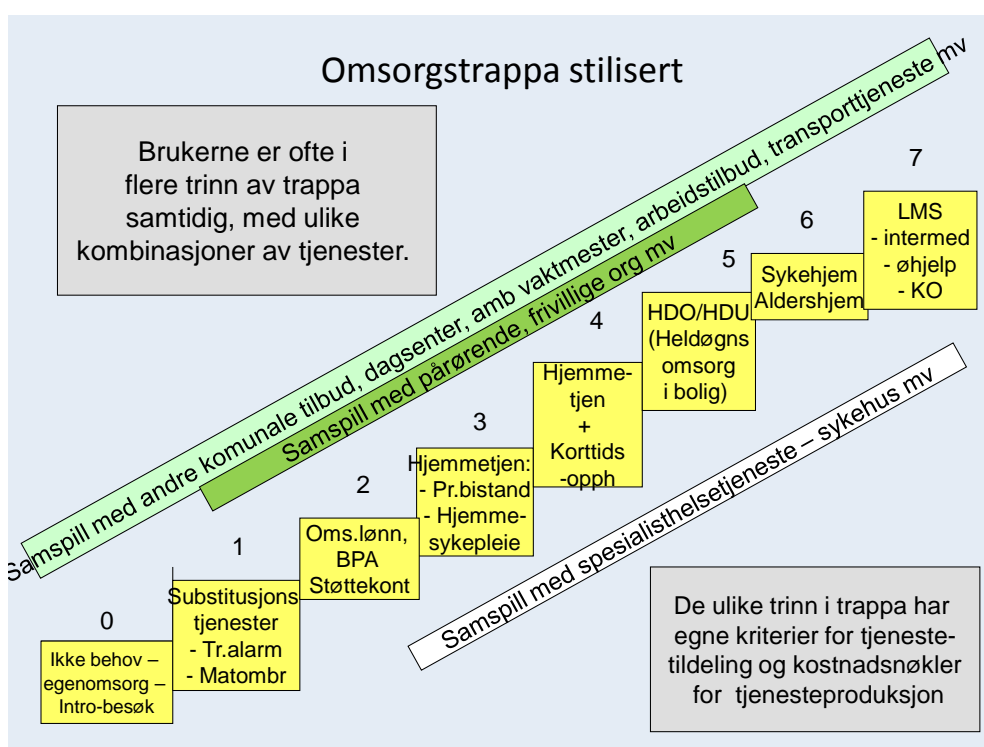 Omsorgstrappa stilisert
Brukerne er ofte i
flere trinn av trappa
samtidig, med ulike
kombinasjoner av tjenester.
Samspill med andre komunale tilbud, dagsenter, amb vaktmester, arbeidstilbud, transporttjeneste mv
Samspill med pårørende, frivillige org mv
0
Ikke behov –
egenomsorg –
Intro-besøk
1
Substitusjons
tjenester
- Tr.alarm
- Matombr
2
Oms.lønn,
BPA
Støttekont
3
Hjemmetjen:
- Pr.bistand
- Hjemme-
sykepleie
4
Hjemme-
tjen
+
Korttids
-opph
5
HDO/HDU
(Heldøgns
omsorg
i bolig)
6
Sykehjem
Aldershjem
7
LMS
- intermed
- øhjelp
- KO
Samspill med spesialisthelsetjeneste – sykehus mv
De ulike trinn i trappa har
egne kriterier for tjeneste-
tildeling og kostnadsnøkler
for tjenesteproduksjon